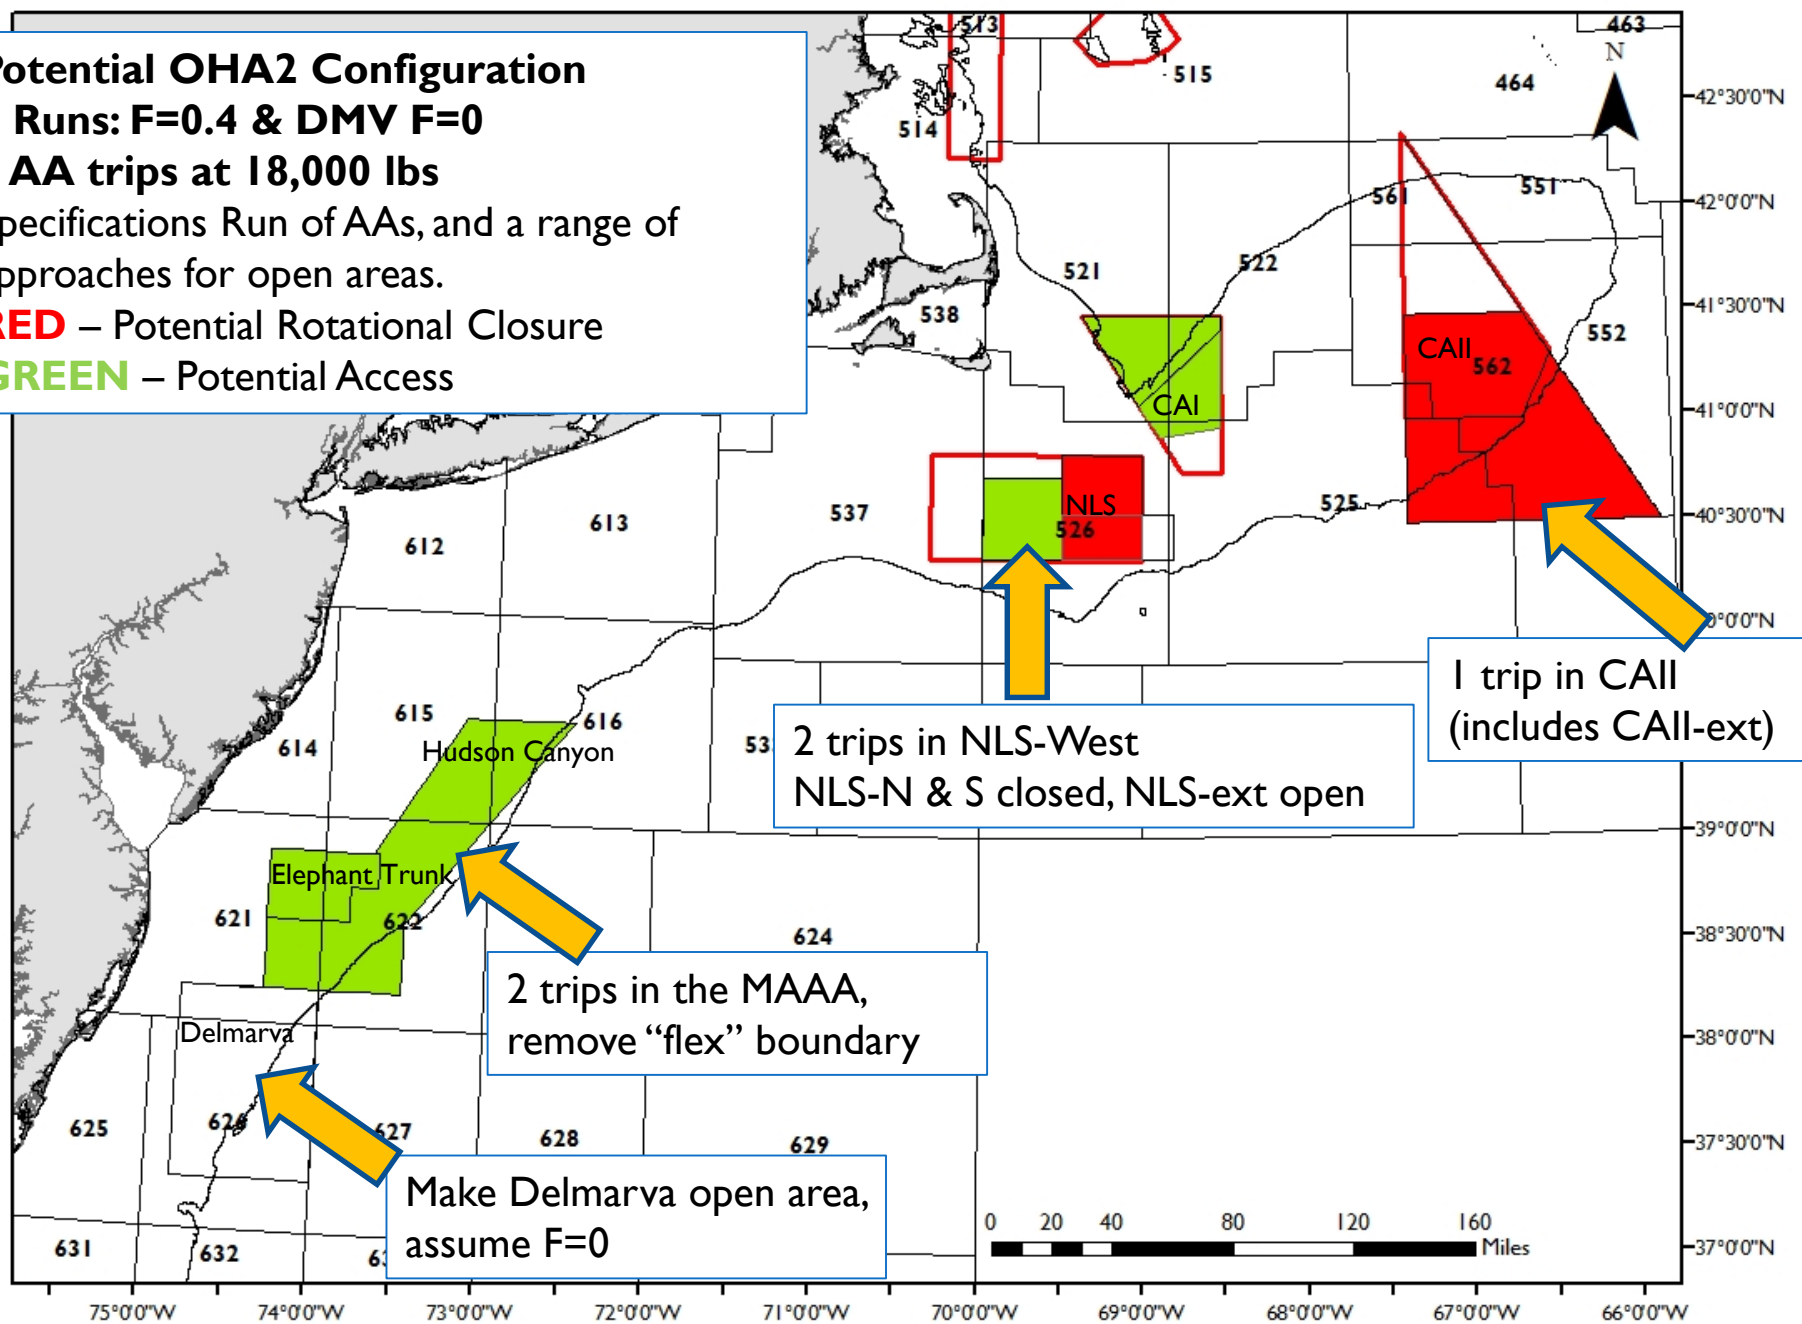 Potential OHA2 Configuration
Runs: F=0.4 & DMV F=0
AA trips at 18,000 lbs
pecifications Run of AAs, and a range of
pproaches for open areas.
RED – Potential Rotational Closure
GREEN – Potential Access
513
463
N
515
464
514
42°30'0"N
551
561
42°0'0"N
522
521
538
41°30'0"N
552
CAII
562
CAI
41°0'0"N
NLS
526
525
537
613
612
40°30'0"N
0°0'0"N
1 trip in CAII
(includes CAII-ext)
2 trips in NLS-West
NLS-N & S closed, NLS-ext open
615
616
614
53
Hudson Canyon
39°0'0"N
Elephant Trunk
621
622
624
38°30'0"N
2 trips in the MAAA,
remove “flex” boundary
Delmarva
38°0'0"N
625
626
627
628
629
37°30'0"N
Make Delmarva open area,
assume F=0
0 20 40 80 120 160
Miles
631
632
63
37°0'0"N
75°0'0"W 74°0'0"W 73°0'0"W 72°0'0"W 71°0'0"W 70°0'0"W 69°0'0"W 68°0'0"W 67°0'0"W 66°0'0"W